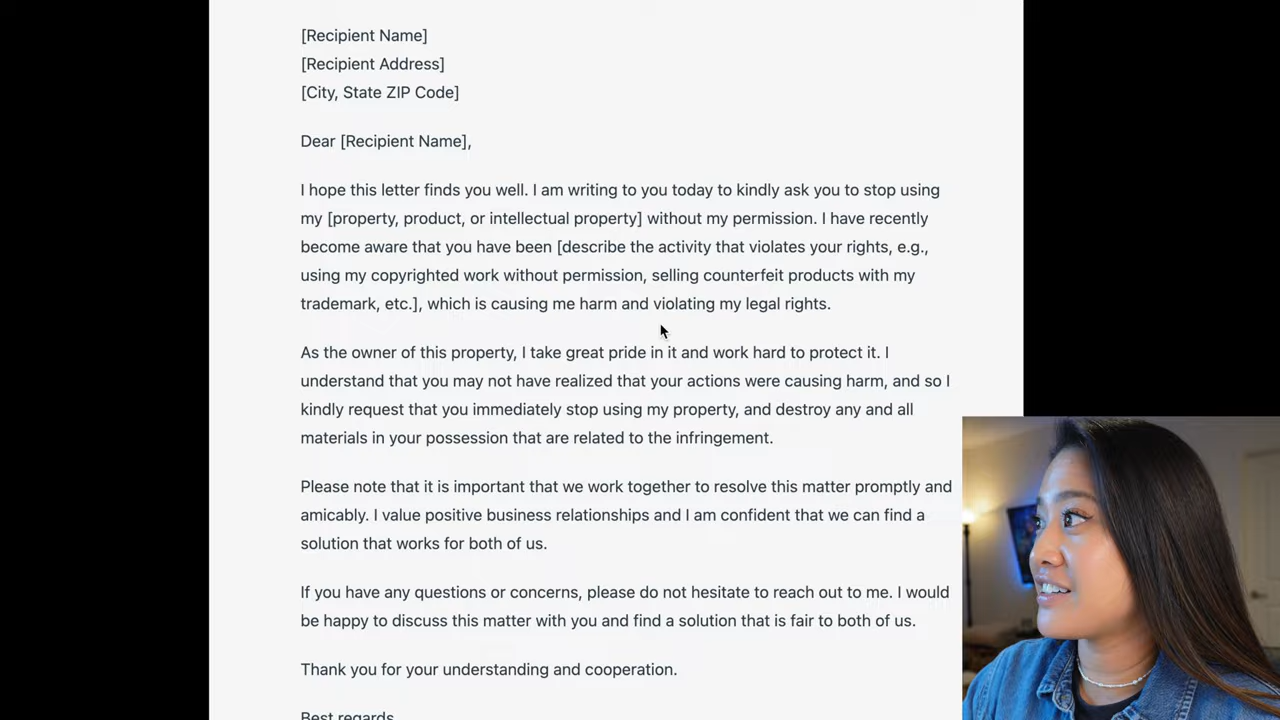 [Recipient Name]
[Recipient Address]
[City, State ZIP Code]
Dear [Recipient Name],
I hope this letter finds you well. I am writing to you today to kindly ask you to stop using
my [property, product, or intellectual property] without my permission. I have recently
become aware that you have been [describe the activity that violates your rights, e.g.,
using my copyrighted work without permission, selling counterfeit products with my
trademark, etc.], which is causing me harm and violating my legal rights.
As the owner of this property, I take great pride in it and work hard to protect it. I
understand that you may not have realized that your actions were causing harm, and so I
kindly request that you immediately stop using my property, and destroy any and all
materials in your possession that are related to the infringement.
Please note that it is important that we work together to resolve this matter promptly and
amicably. I value positive business relationships and I am confident that we can find a
solution that works for both of us.
If you have any questions or concerns, please do not hesitate to reach out to me. I would
be happy to discuss this matter with you and find a solution that is fair to both of us.
Thank you for your understanding and cooperation.
Best regards